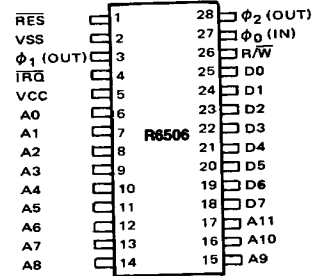 R̅E̅S̅ 1 28 ϕ2 (OUT)
VSS 2 27 ϕ0 (IN)
ϕ1 (OUT) 3 26 R/W̅
I̅R̅Q̅ 4 25 D0
VCC 5 24 D1
A0 6 23 D2
A1 7 R6506 22 D3
A2 8 21 D4
A3 9 20 D5
A4 10 19 D6
A5 11 18 D7
A6 12 17 A11
A7 13 16 A10
A8 14 15 A9